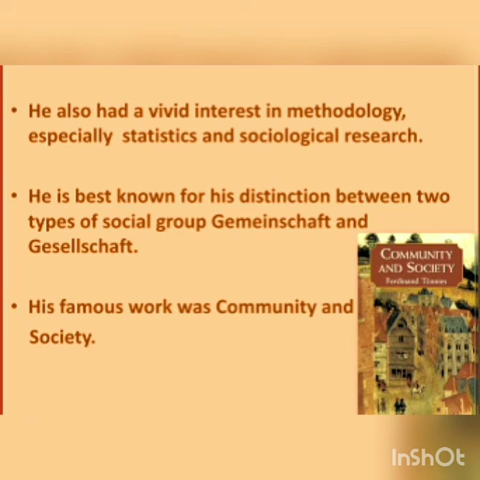 • He also had a vivid interest in methodology,
especially statistics and sociological research.
• He is best known for his distinction between two
types of social group Gemeinschaft and
Gesellschaft.
• His famous work was Community and
Society.
COMMUNITY
AND SOCIETY
Ferdinand Tönnies
InShOt